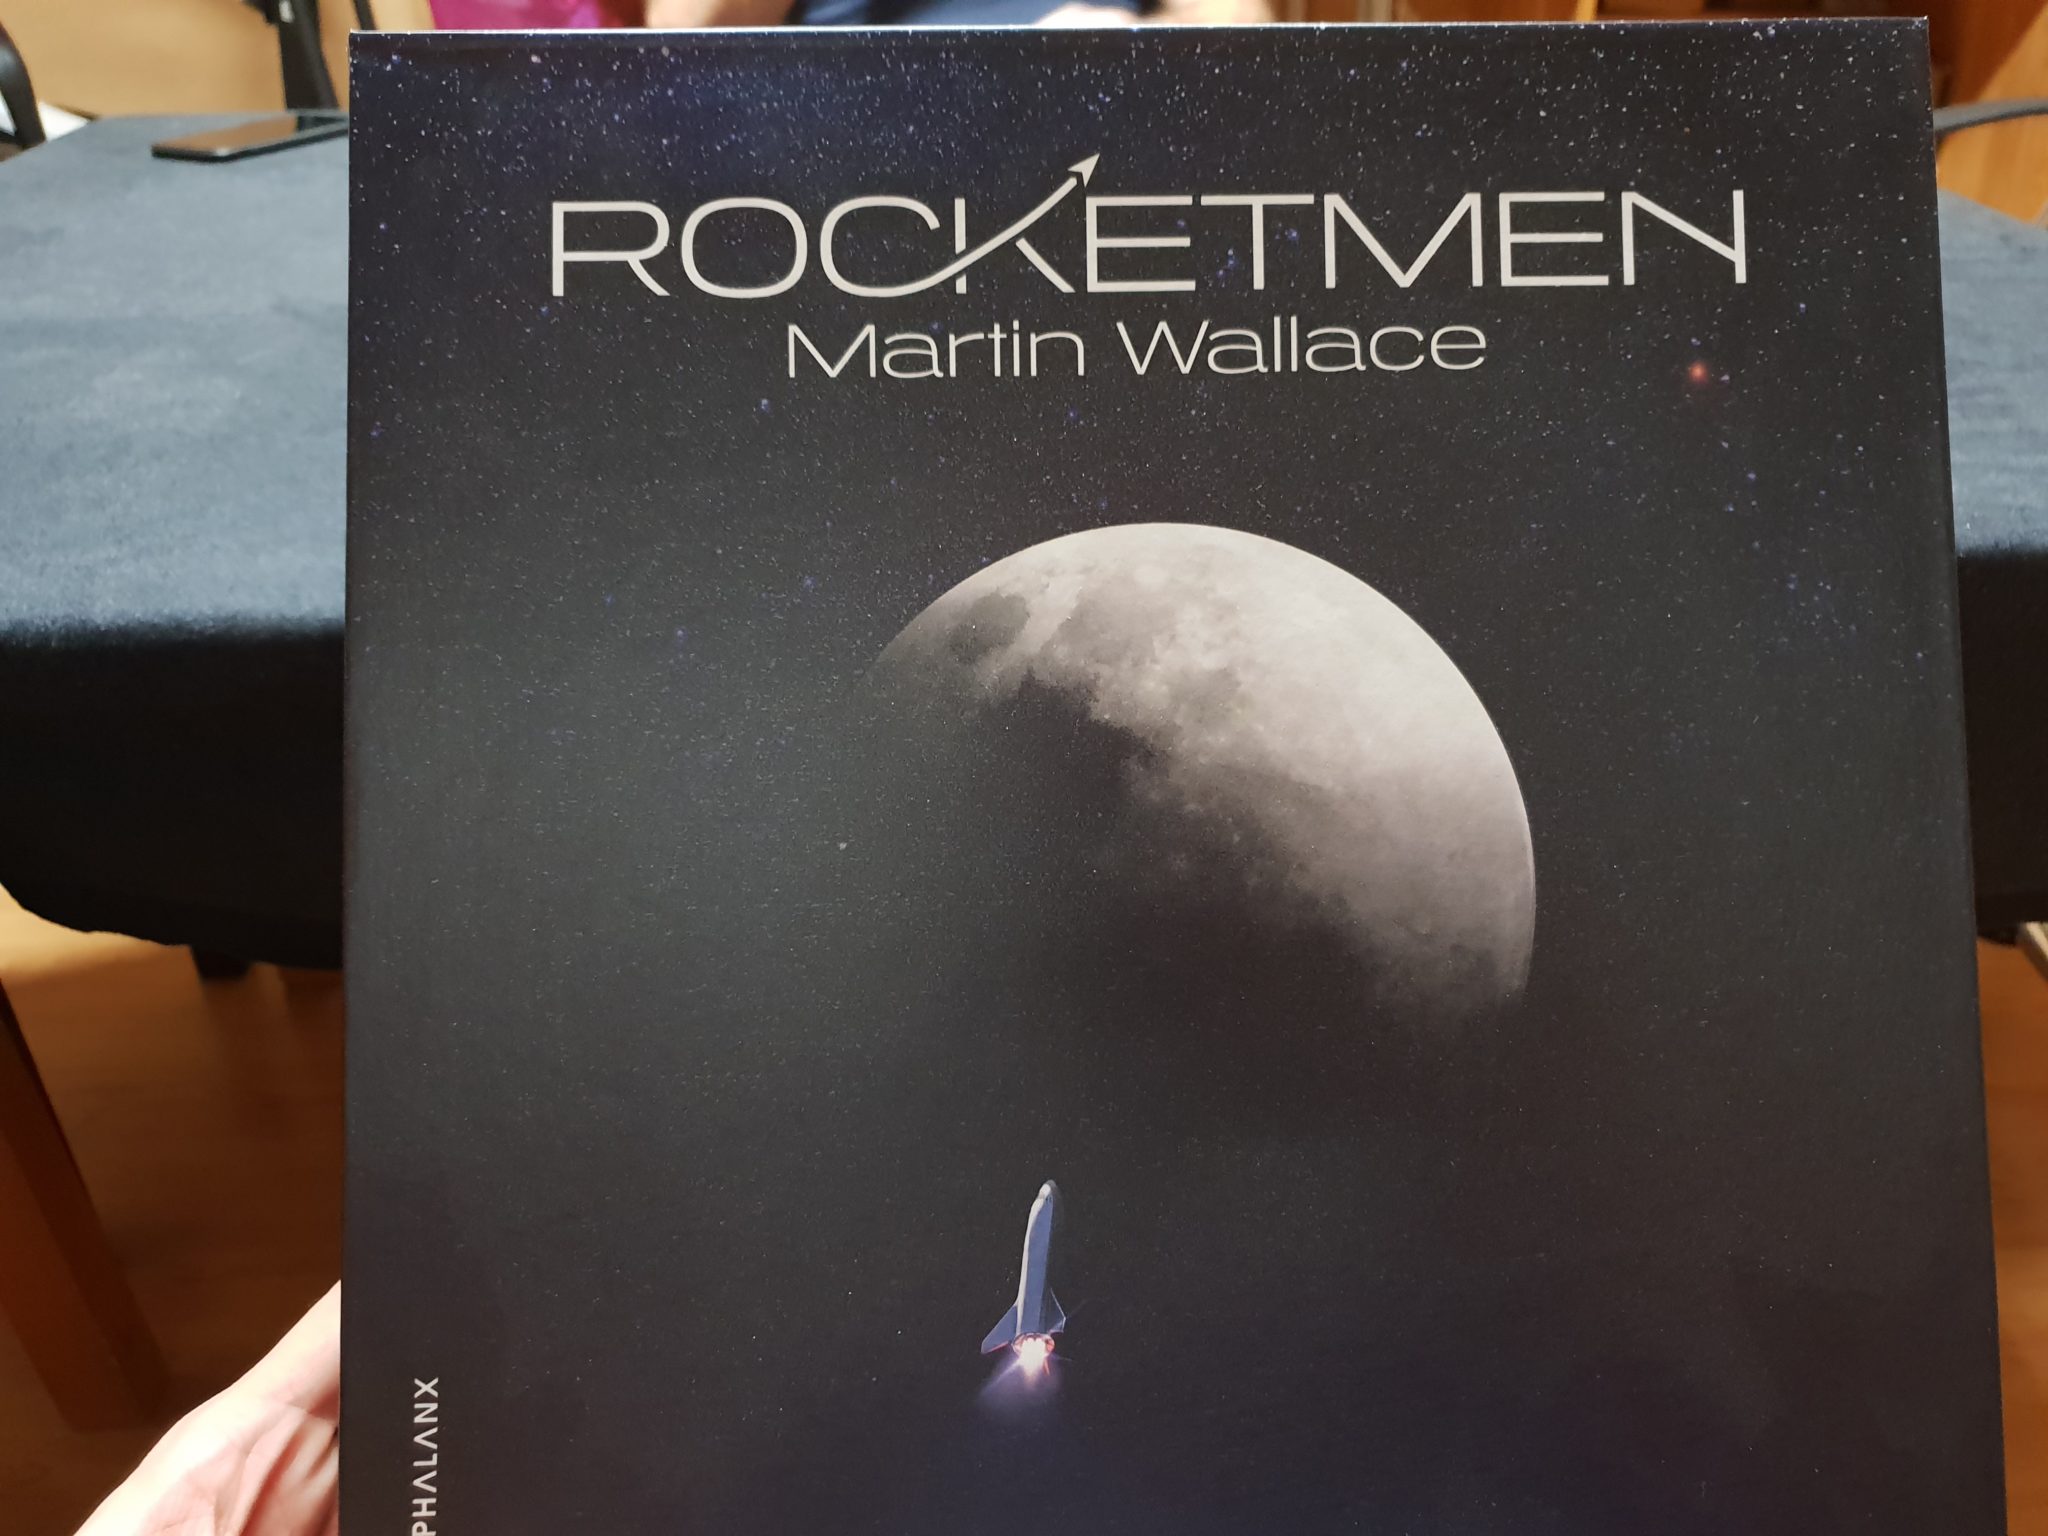 ROCKETMEN
Martin Wallace
PHALANX